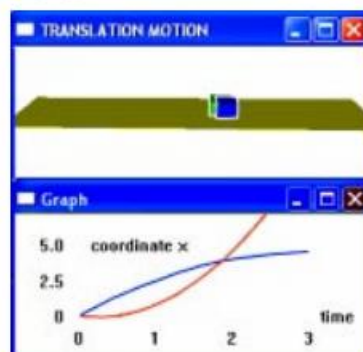 TRANSLATION MOTION
Graph
5.0 coordinate x
2.5
0
time
0 1 2 3